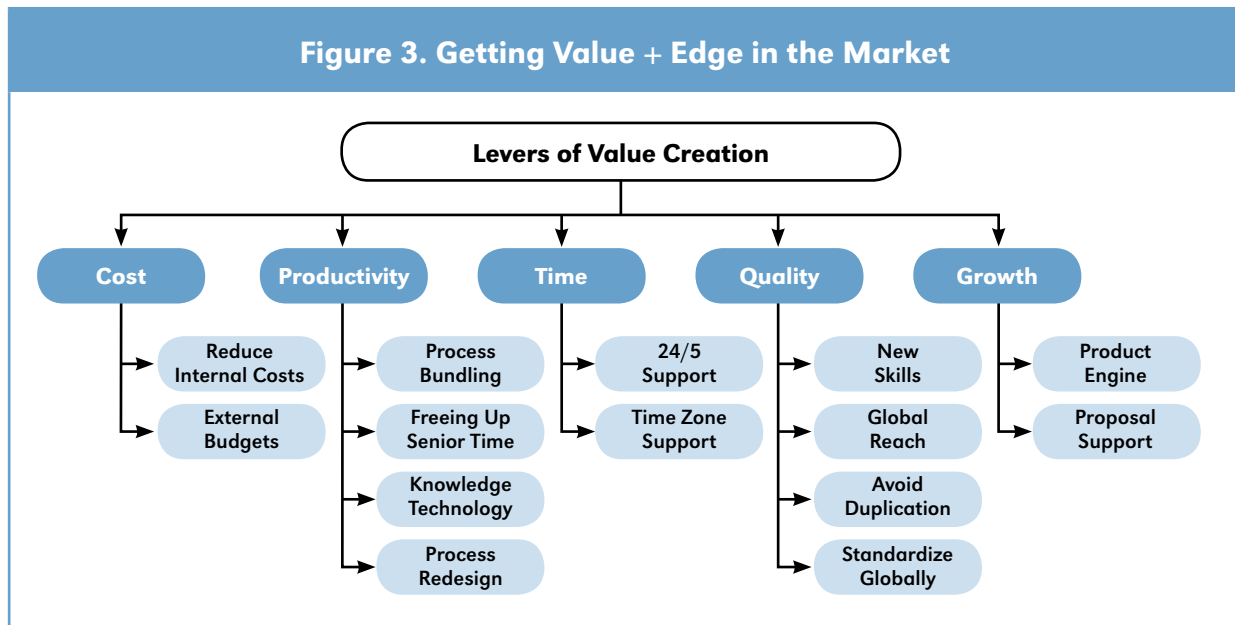 Figure 3. Getting Value + Edge in the Market
Levers of Value Creation
Cost
Productivity
Time
Quality
Growth
Reduce
Internal Costs
External
Budgets
Process
Bundling
Freeing Up
Senior Time
Knowledge
Technology
Process
Redesign
24/5
Support
Time Zone
Support
New
Skills
Global
Reach
Avoid
Duplication
Standardize
Globally
Product
Engine
Proposal
Support